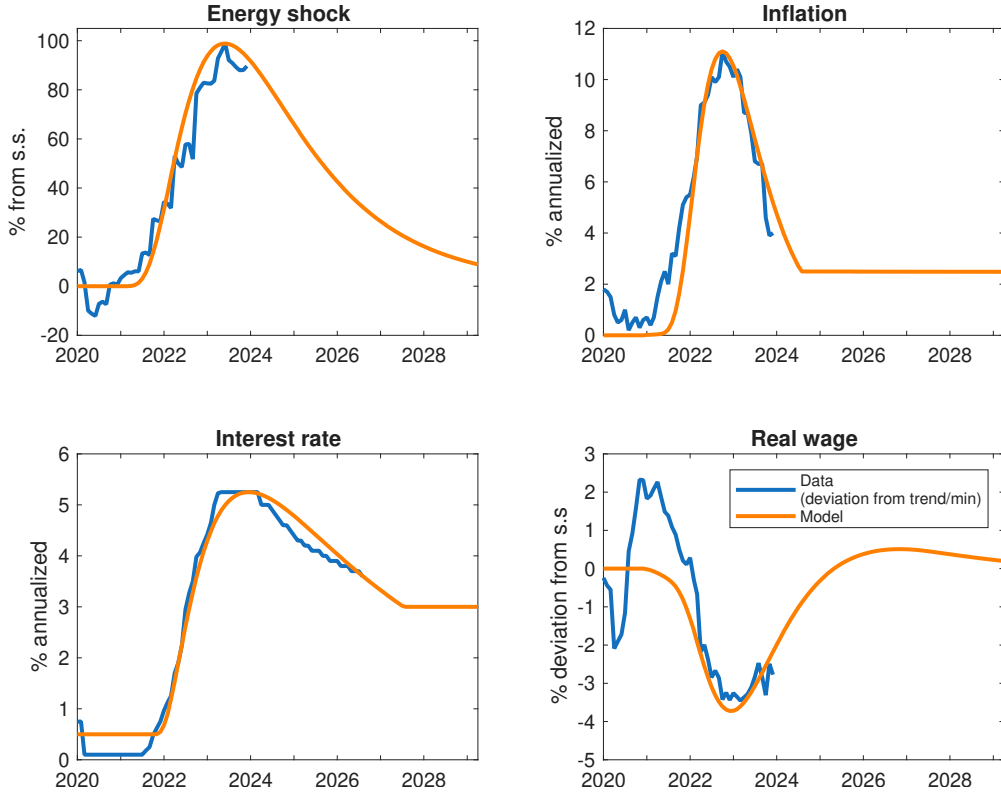 Energy shock
% from s.s.
100
80
60
40
20
0
-20
2020 2022 2024 2026 2028
Inflation
% annualized
12
10
8
6
4
2
0
2020 2022 2024 2026 2028
Interest rate
% annualized
6
5
4
3
2
1
0
2020 2022 2024 2026 2028
Real wage
% deviation from s.s
3
2
1
0
-1
-2
-3
-4
-5
2020 2022 2024 2026 2028
Data
(deviation from trend/min)
Model